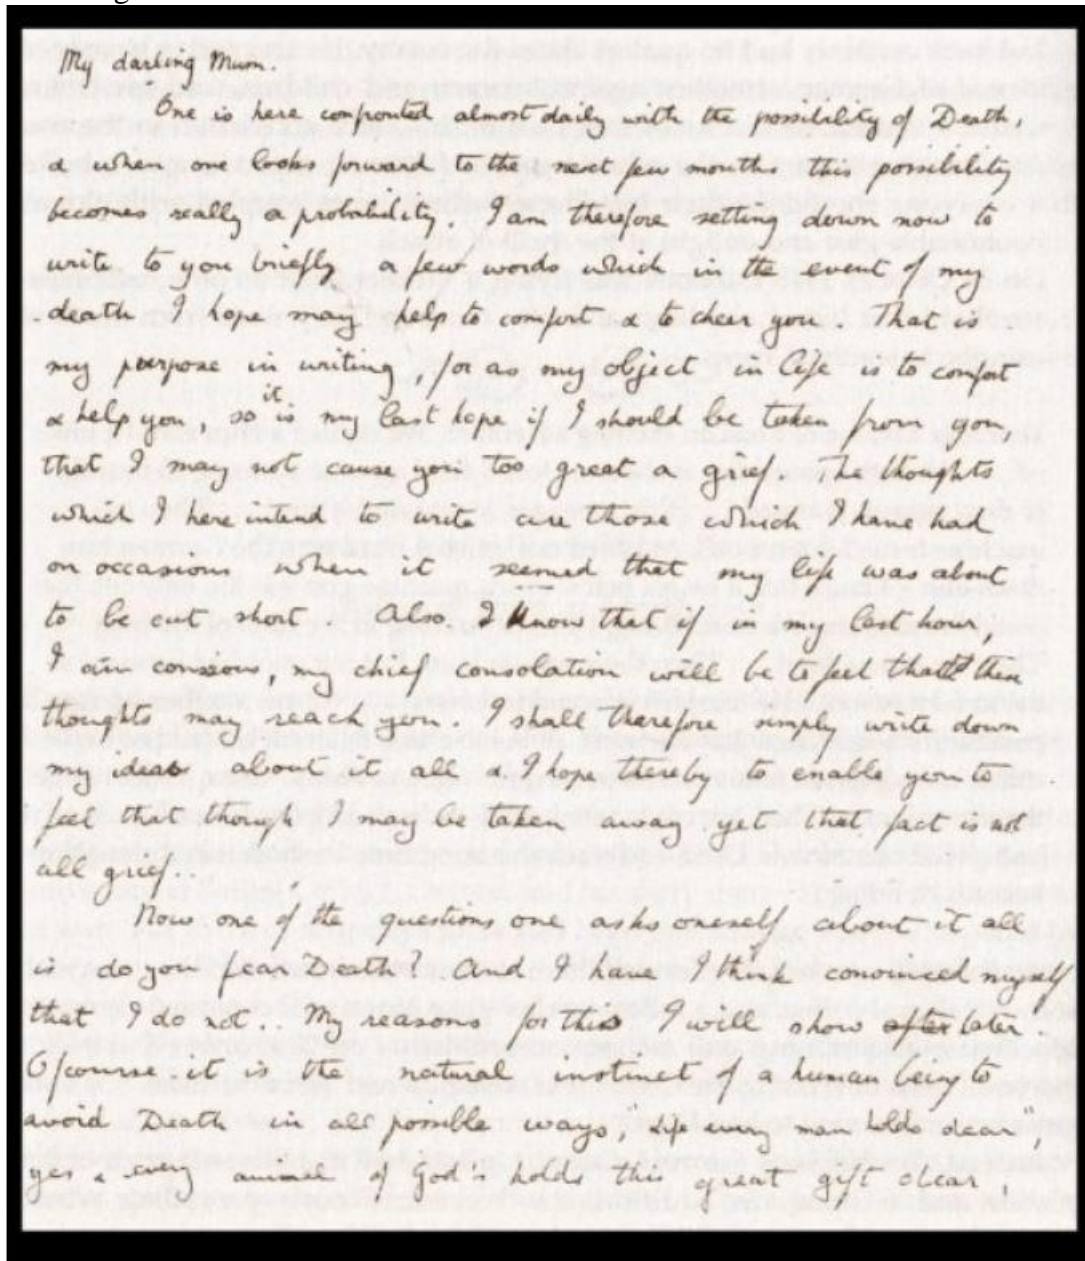 My darling Mum.
One is here confronted almost daily with the possibility of Death,
& when one looks forward to the next few months this possibility
becomes really a probability. I am therefore setting down now to
write to you briefly a few words which in the event of my
death I hope may help to comfort & to cheer you. That is
my purpose in writing, for as my object in life is to comfort
it
& help you, so is my last hope if I should be taken from you,
that I may not cause you too great a grief. The thoughts
which I here intend to write are those which I have had
on occasions when it seemed that my life was about
to be cut short. Also, I know that if in my last hour,
I am consious, my chief consolation will be to feel that these
thoughts may reach you. I shall therefore simply write down
my ideas about it all & I hope thereby to enable you to
feel that though I may be taken away yet that fact is not
all grief.
Now one of the questions one asks oneself about it all
is do you fear Death? And I have I think convinced myself
that I do not. My reasons for this I will show after later
Of course it is the natural instinct of a human being to
avoid Death in all possible ways, "life every man holds dear",
yes & every animal of God's holds this great gift dear,